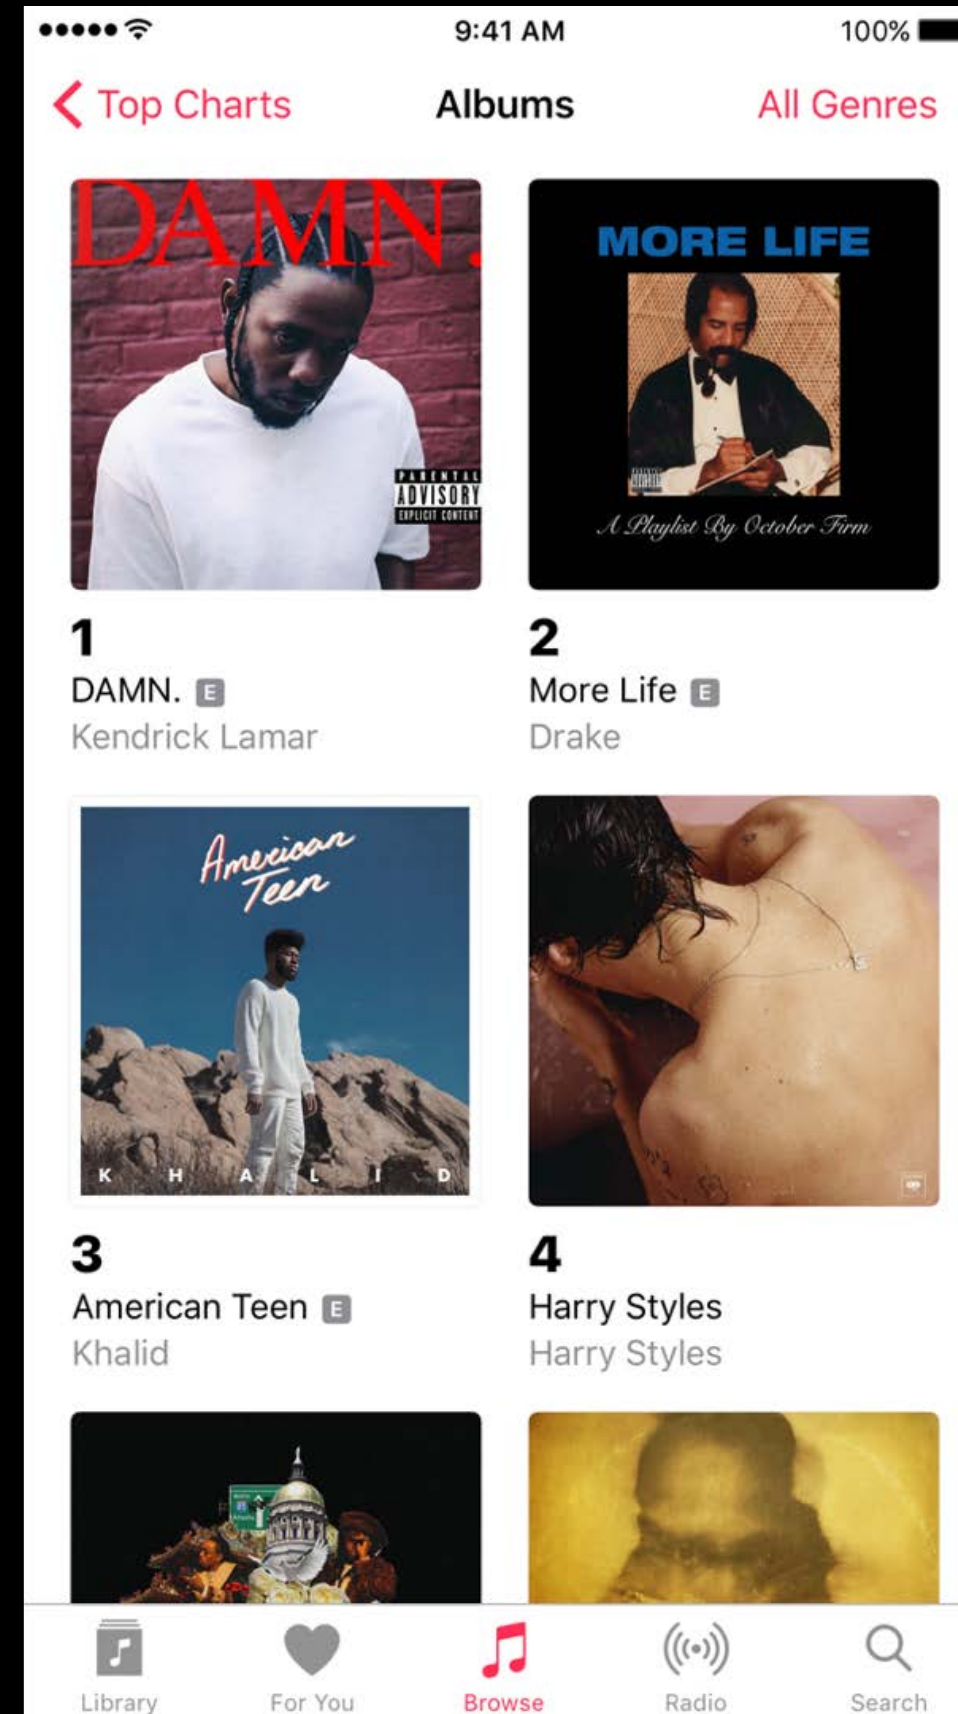 9:41 AM
100%
Top Charts
Albums
All Genres
DAMN.
PARENTAL
ADVISORY
EXPLICIT CONTENT
MORE LIFE
A Playlist By October Firm
1
DAMN. E
Kendrick Lamar
2
More Life E
Drake
American
Teen
K H A L I D
3
American Teen E
Khalid
4
Harry Styles
Harry Styles
Library
For You
Browse
Radio
Search